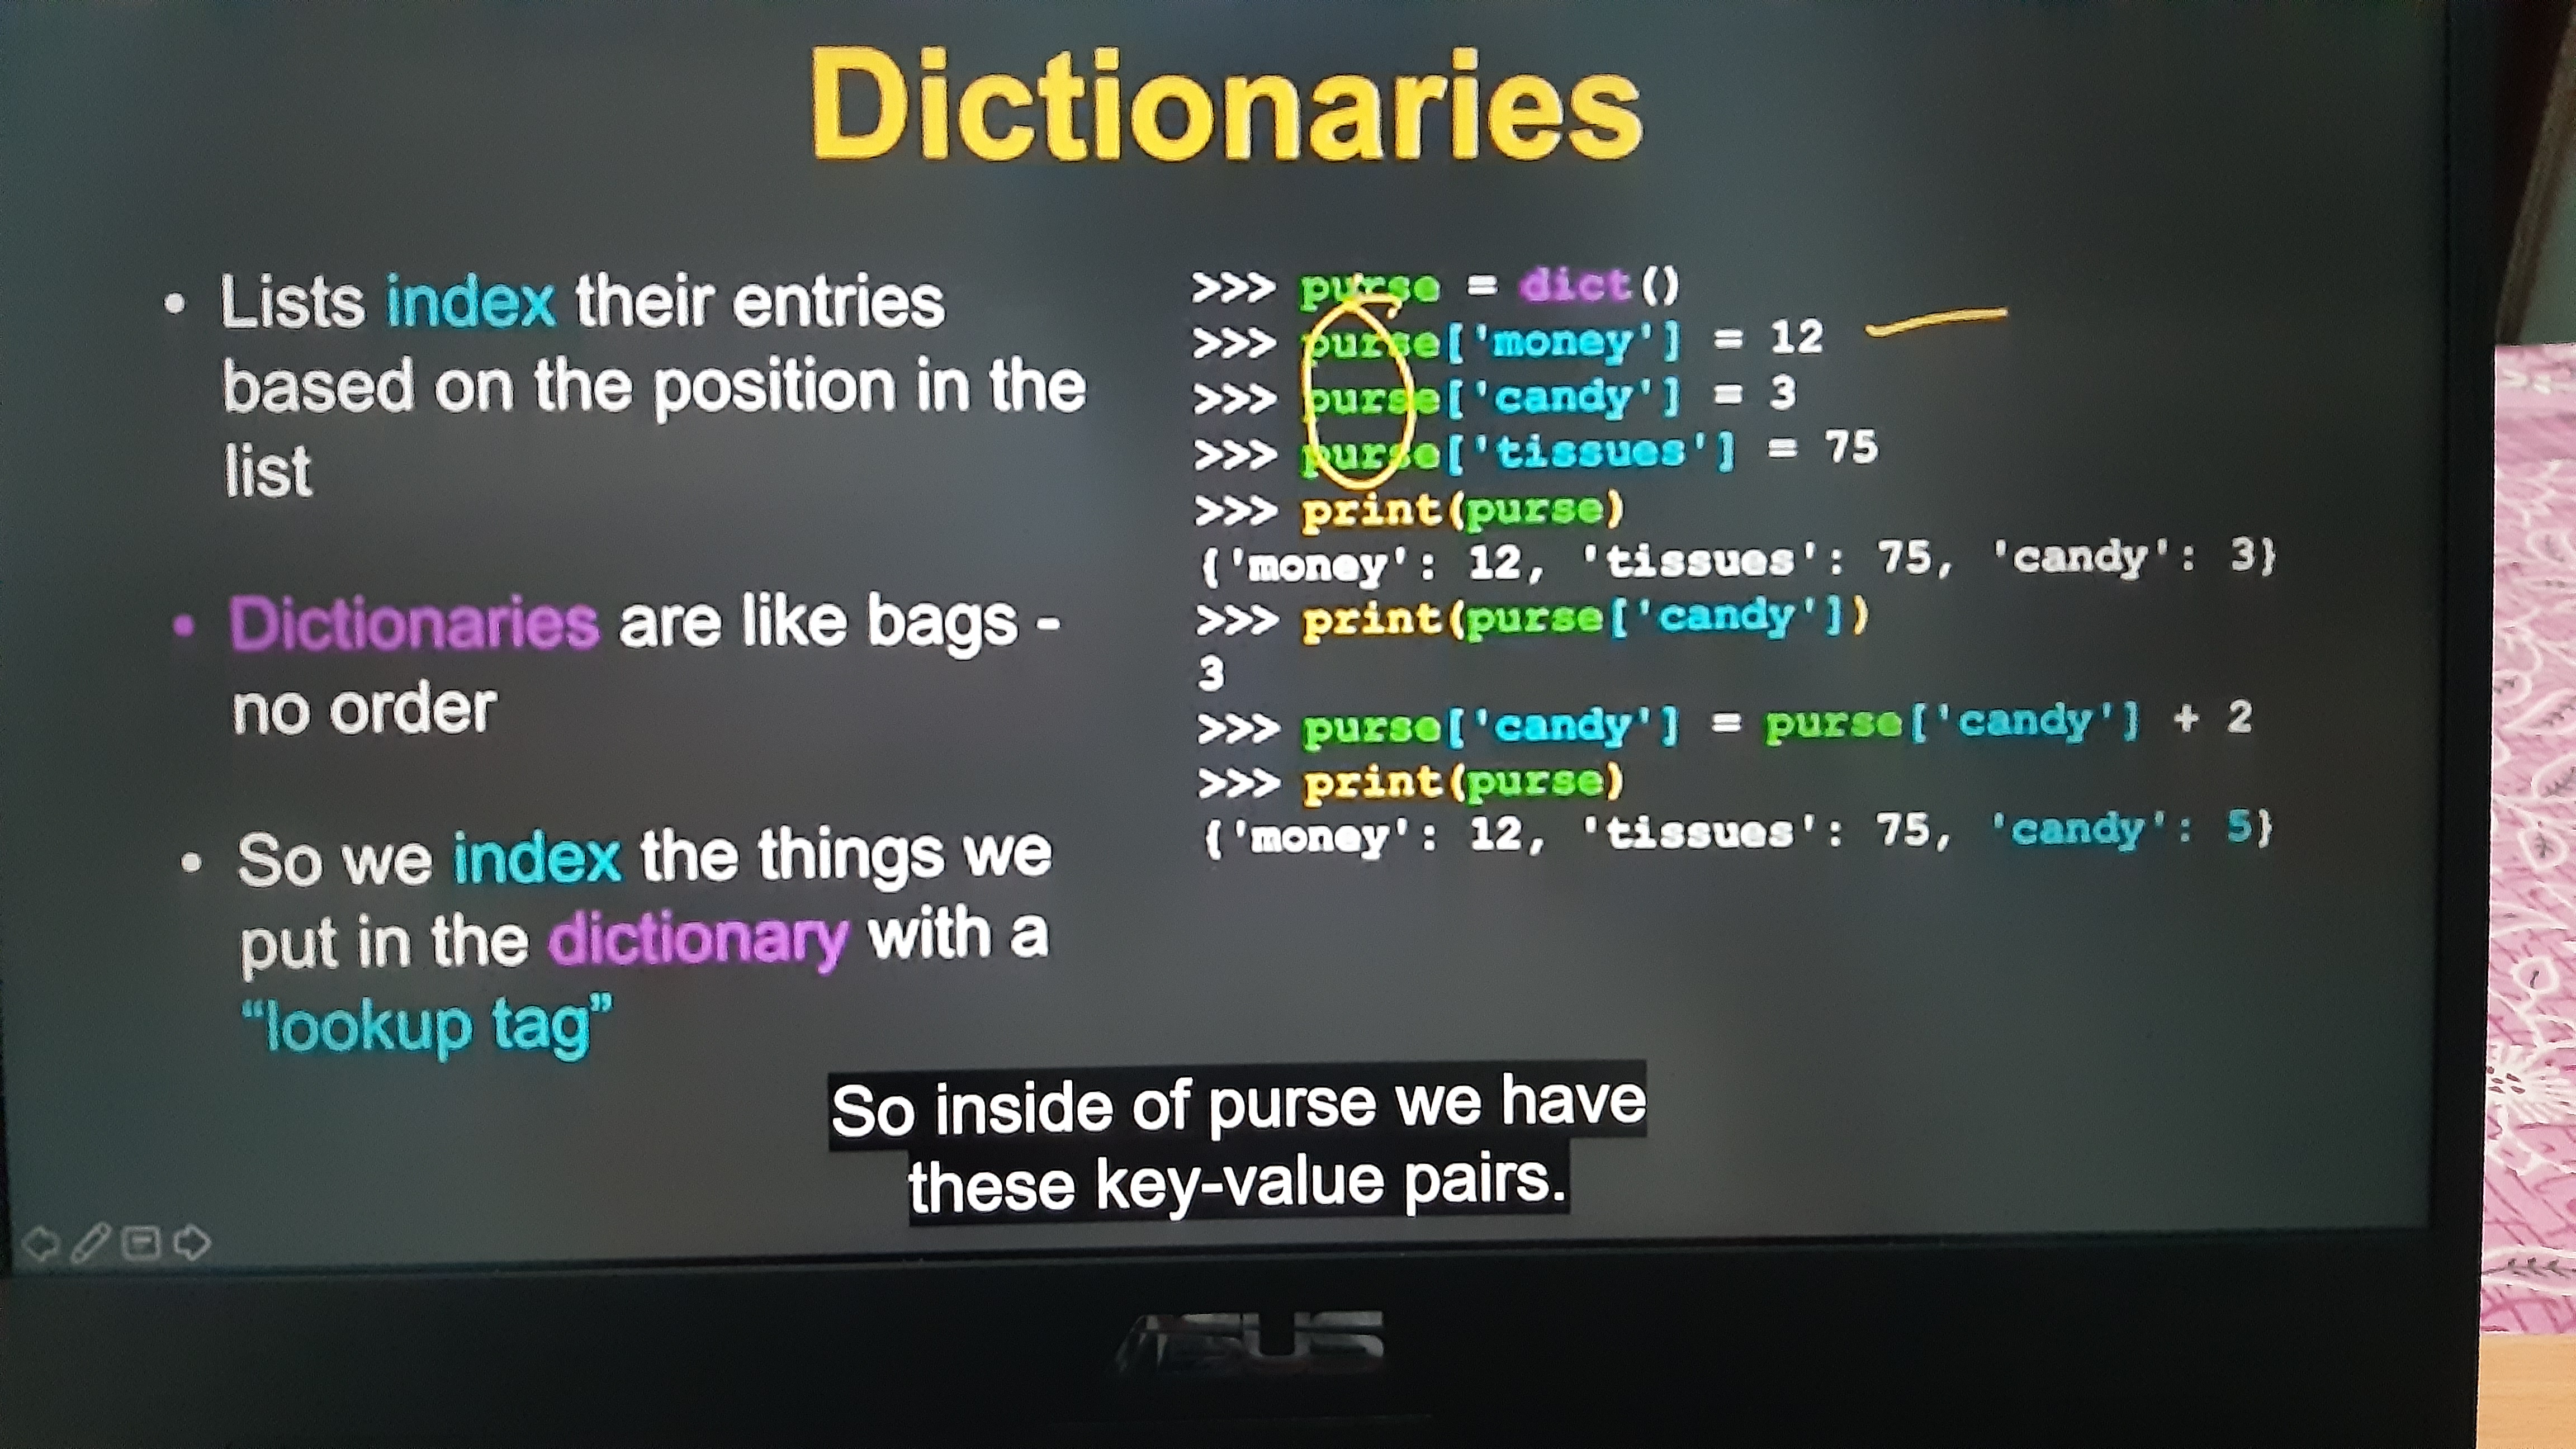 Dictionaries
• Lists index their entries
based on the position in the
list
• Dictionaries are like bags -
no order
• So we index the things we
put in the dictionary with a
“lookup tag”
>>> purse = dict()
>>> purse['money'] = 12
>>> purse['candy'] = 3
>>> purse['tissues'] = 75
>>> print(purse)
{'money': 12, 'tissues': 75, 'candy': 3}
>>> print(purse['candy'])
3
>>> purse['candy'] = purse['candy'] + 2
>>> print(purse)
{'money': 12, 'tissues': 75, 'candy': 5}
So inside of purse we have
these key-value pairs.
ASUS